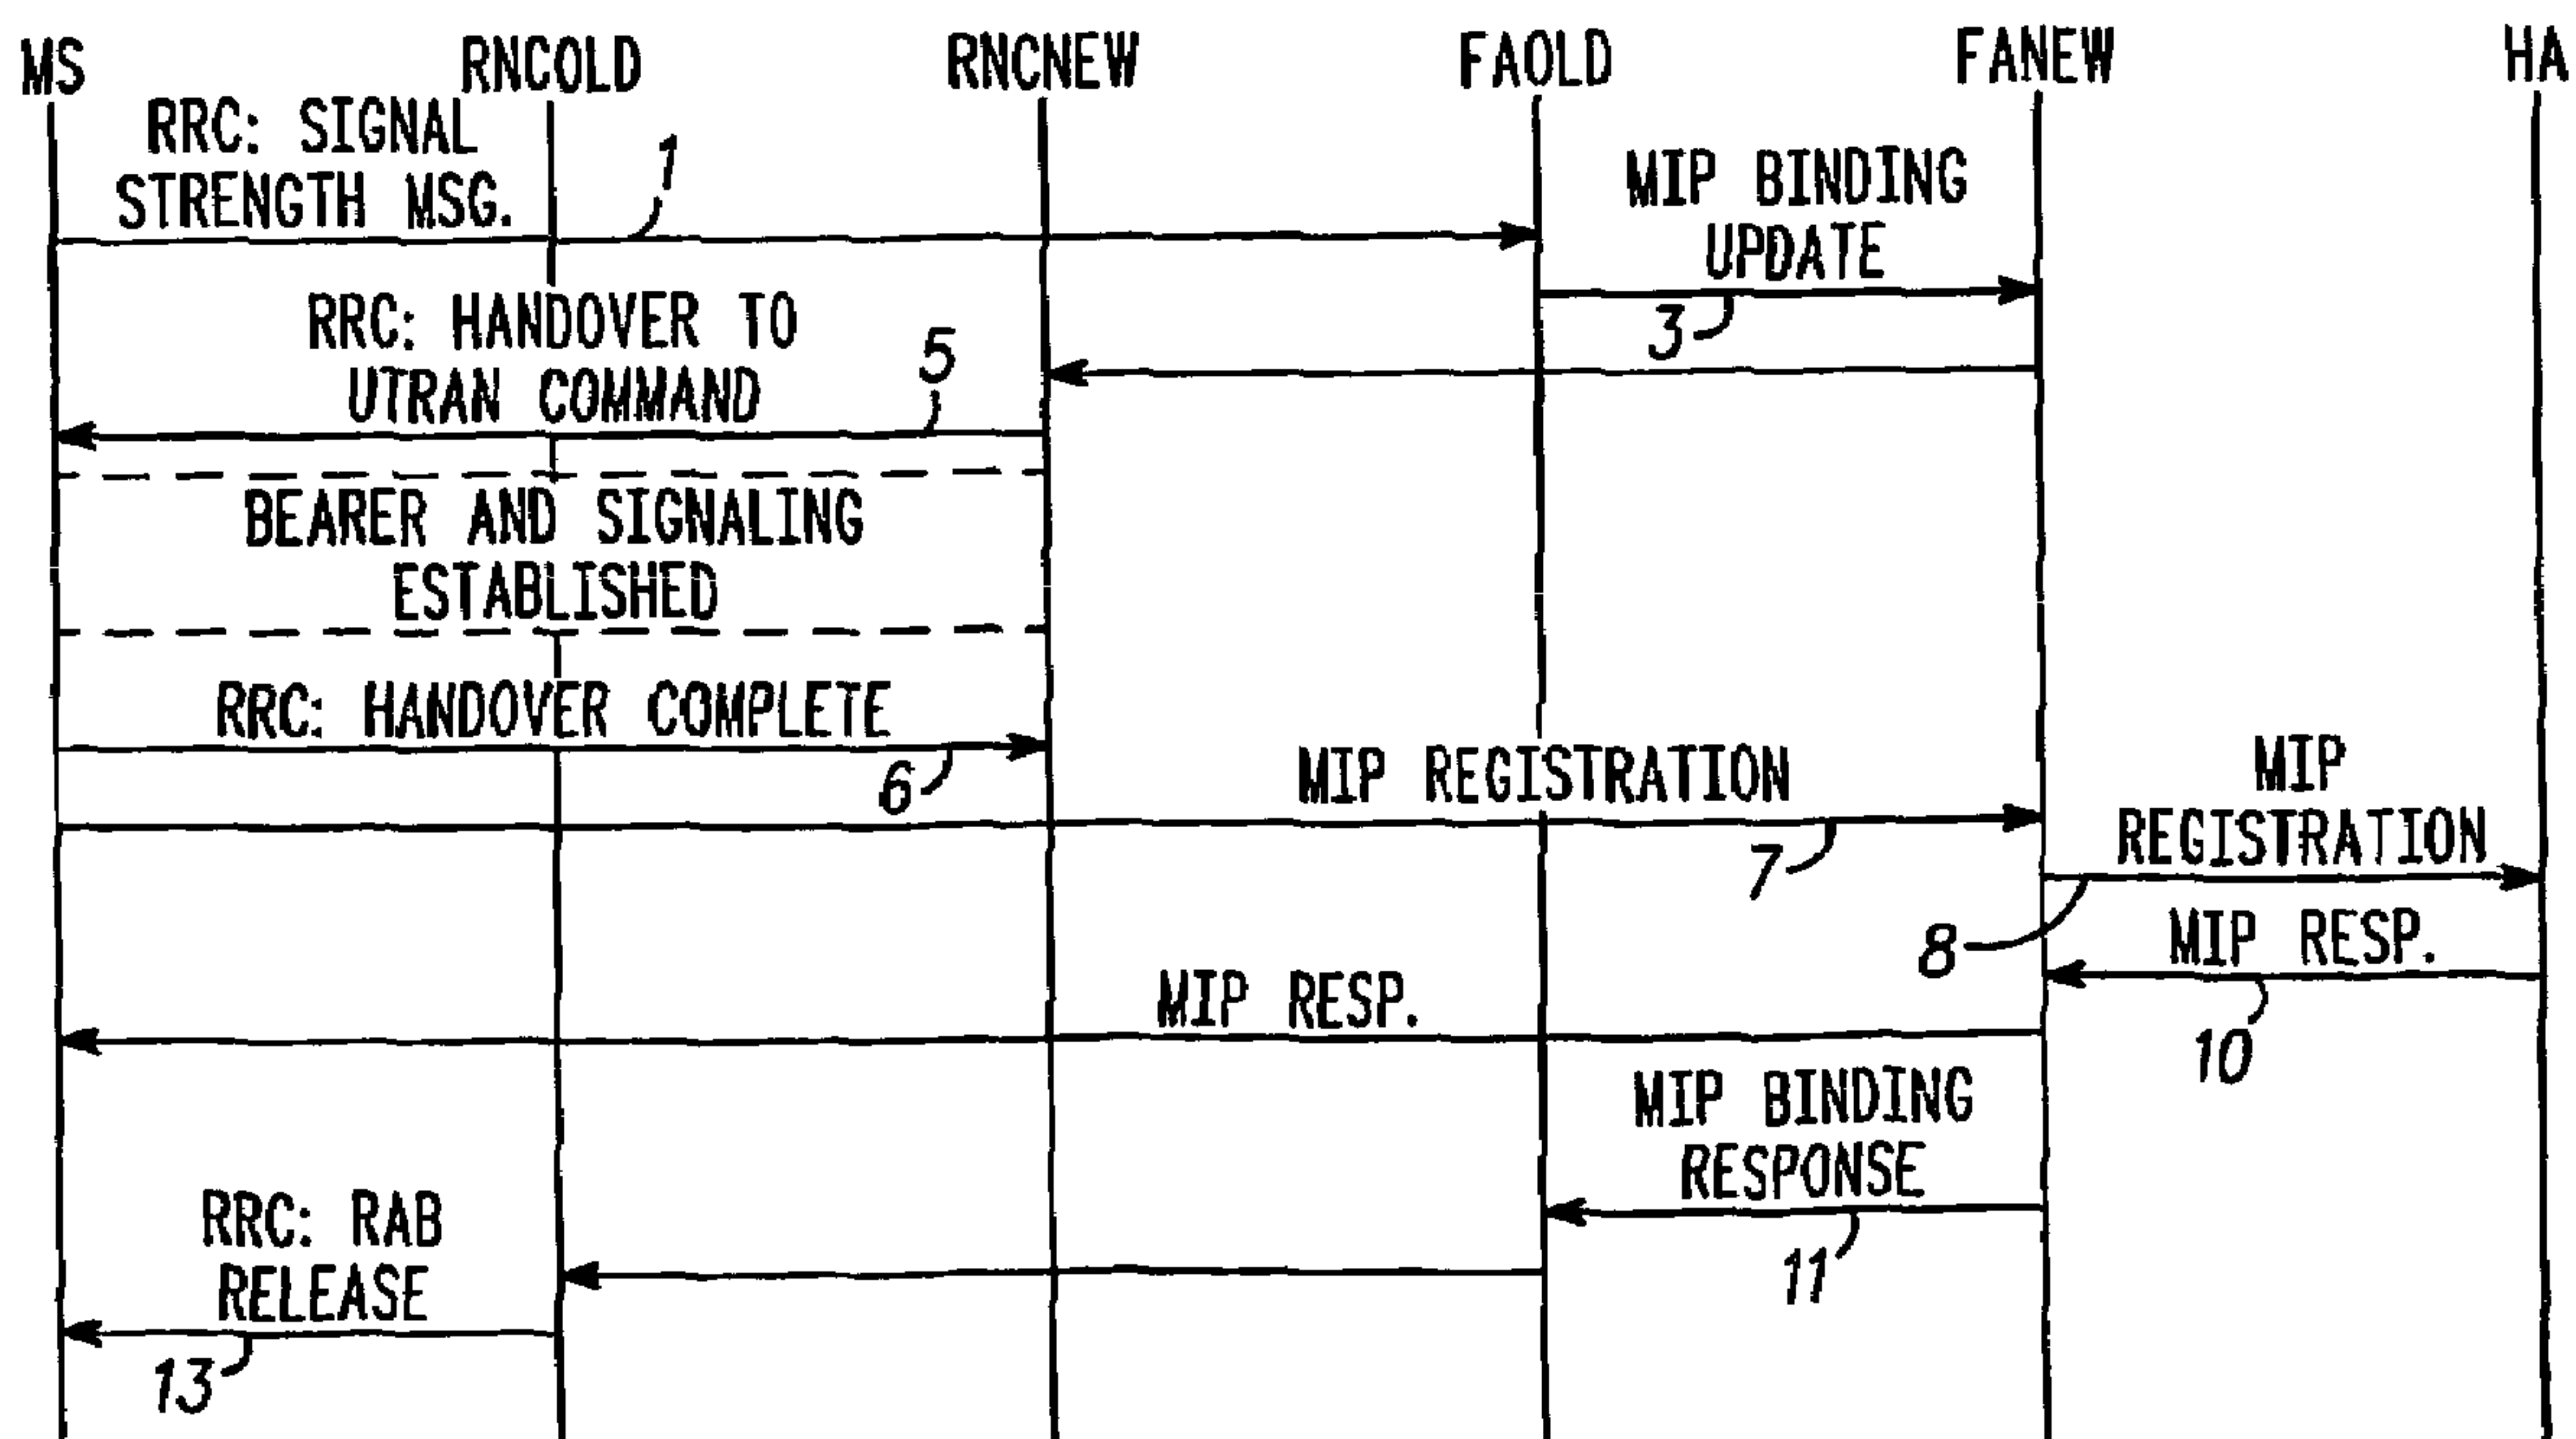 MS RNCOLD RNCNEW FAOLD FANEW HA
RRC: SIGNAL
STRENGTH MSG.
1
MIP BINDING
UPDATE
3
RRC: HANDOVER TO
UTRAN COMMAND
5
BEARER AND SIGNALING
ESTABLISHED
RRC: HANDOVER COMPLETE
6
MIP REGISTRATION
7
MIP
REGISTRATION
8
MIP RESP.
10
MIP RESP.
MIP BINDING
RESPONSE
11
RRC: RAB
RELEASE
13